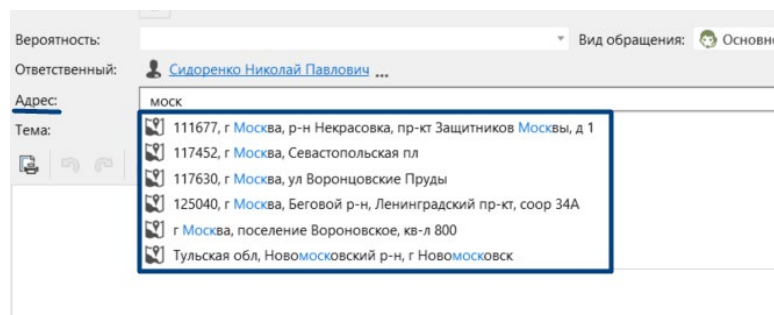 Вероятность:
Вид обращения: Основн
Ответственный: Сидоренко Николай Павлович ...
Адрес: моск
Тема:
111677, г Москва, р-н Некрасовка, пр-кт Защитников Москвы, д 1
117452, г Москва, Севастопольская пл
117630, г Москва, ул Воронцовские Пруды
125040, г Москва, Беговой р-н, Ленинградский пр-кт, соор 34А
г Москва, поселение Вороновское, кв-л 800
Тульская обл, Новомосковский р-н, г Новомосковск